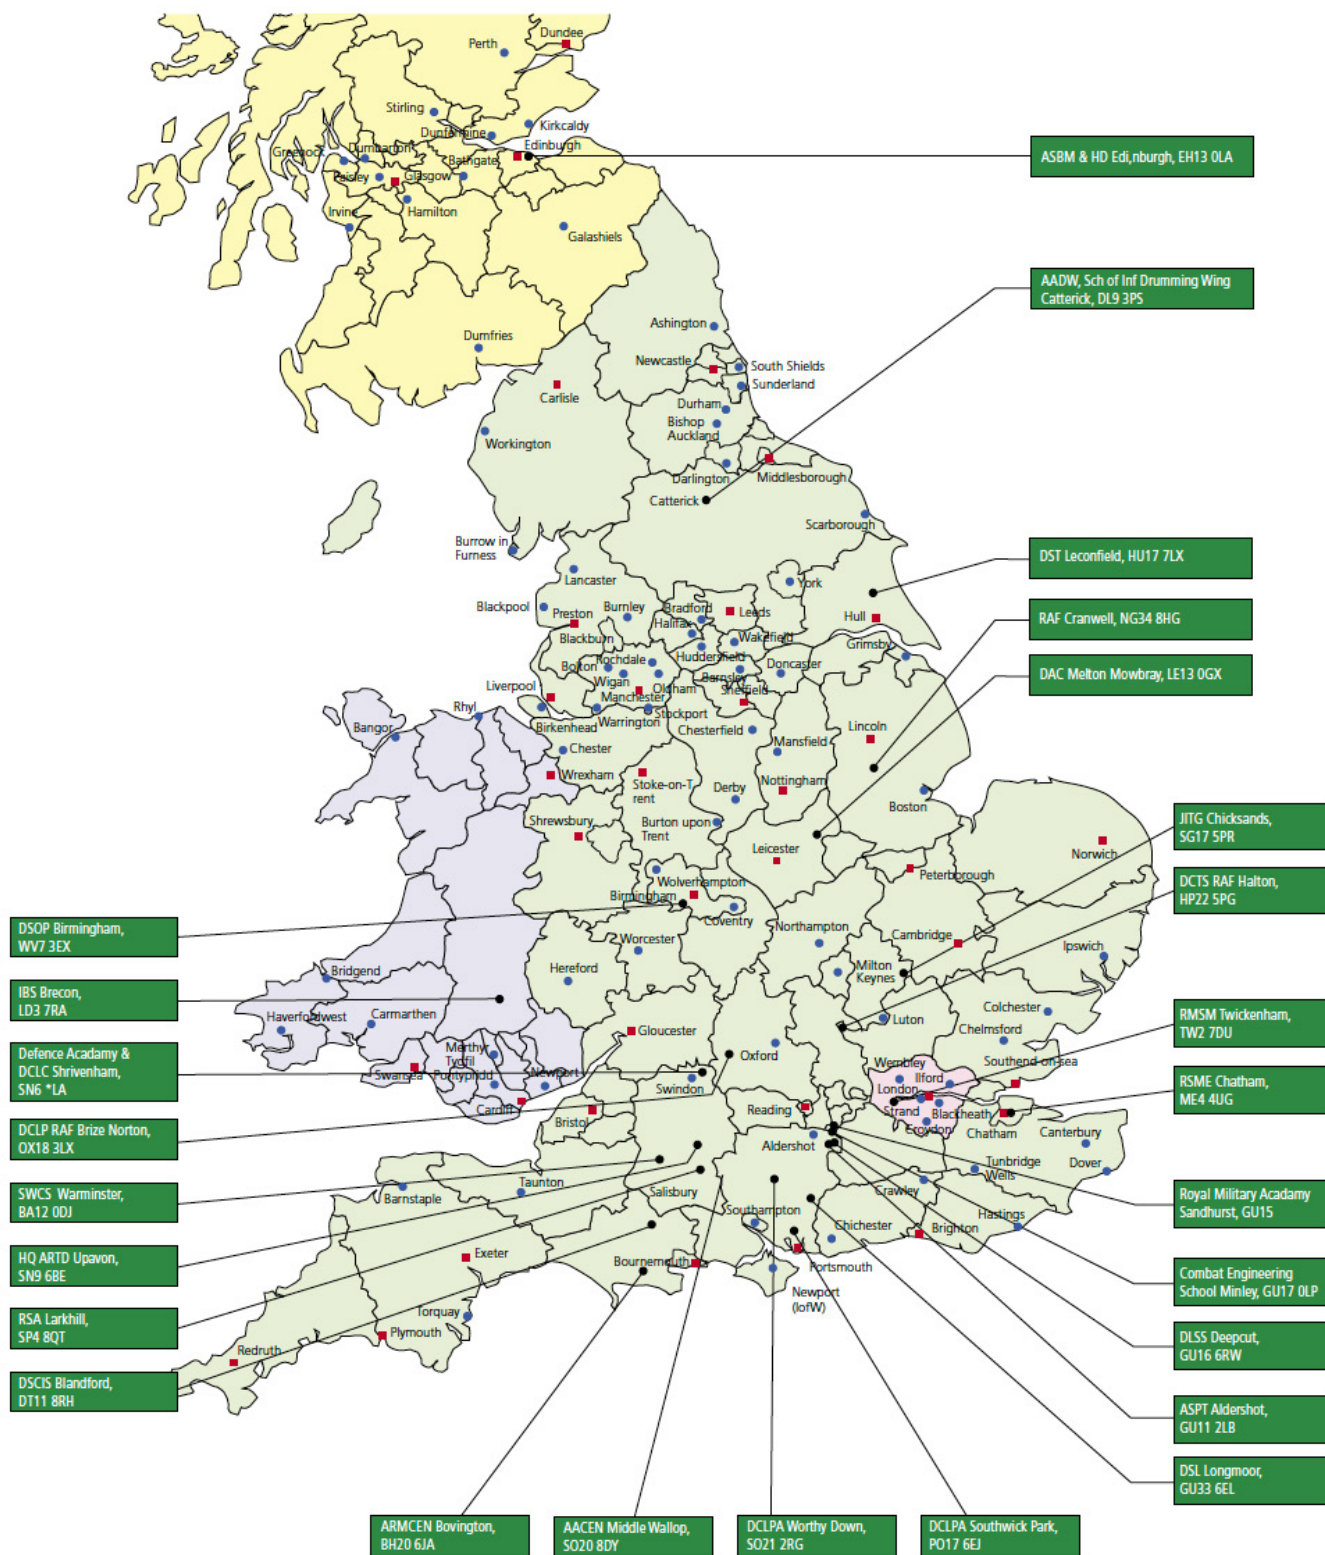 Dundee
Perth
Stirling
Kirkcaldy
Dunfermine
Edinburgh
Dumbarton
Greenock
Bathgate
Paisley
Glasgow
Irvine
Hamilton
Galashiels
Dumfries
ASBM & HD Edi,nburgh, EH13 0LA
AADW, Sch of Inf Drumming Wing
Catterick, DL9 3PS
Ashington
Newcastle
South Shields
Sunderland
Carlisle
Durham
Bishop
Auckland
Workington
Darlington
Middlesborough
Catterick
Scarborough
Burrow in
Furness
Lancaster
York
DST Leconfield, HU17 7LX
Blackpool
Preston
Burnley
Bradford
Leeds
Halifax
Hull
RAF Cranwell, NG34 8HG
Blackburn
Wakefield
Huddersfield
Grimsby
Rochdale
Bolton
Doncaster
Barnsley
Wigan
Oldham
Sheffield
DAC Melton Mowbray, LE13 0GX
Liverpool
Manchester
Stockport
Warrington
Birkenhead
Rhyl
Bangor
Chesterfield
Lincoln
Mansfield
Chester
Wrexham
Stoke-on-T
rent
Derby
Nottingham
Boston
Shrewsbury
Burton upon
Trent
Leicester
Norwich
Peterborough
JITG Chicksands,
SG17 5PR
DCTS RAF Halton,
HP22 5PG
Wolverhampton
Birmingham
Coventry
Northampton
Cambridge
Ipswich
DSOP Birmingham,
WV7 3EX
Worcester
Hereford
Milton
Keynes
Bridgend
IBS Brecon,
LD3 7RA
Haverfordwest
Carmarthen
Gloucester
Luton
Colchester
Chelmsford
Southend-on-sea
RMSM Twickenham,
TW2 7DU
Defence Acadamy &
DCLC Shrivenham,
SN6 *LA
Merthyr
Tydfil
Swansea
Pontypridd
Newport
Cardiff
Oxford
Swindon
Wembley
Ilford
London
Strand
Blackheath
Croydon
Reading
Bristol
RSME Chatham,
ME4 4UG
Chatham
Canterbury
DCLP RAF Brize Norton,
OX18 3LX
Aldershot
Tunbridge
Wells
Dover
SWCS Warminster,
BA12 0DJ
Barnstaple
Taunton
Salisbury
Crawley
Southampton
Hastings
Chichester
Brighton
Royal Military Acadamy
Sandhurst, GU15
HQ ARTD Upavon,
SN9 6BE
Exeter
Bournemouth
Portsmouth
Newport
(IofW)
Combat Engineering
School Minley, GU17 0LP
RSA Larkhill,
SP4 8QT
Torquay
Plymouth
Redruth
DLSS Deepcut,
GU16 6RW
DSCIS Blandford,
DT11 8RH
ASPT Aldershot,
GU11 2LB
DSL Longmoor,
GU33 6EL
ARMCEN Bovington,
BH20 6JA
AACEN Middle Wallop,
SO20 8DY
DCLPA Worthy Down,
SO21 2RG
DCLPA Southwick Park,
PO17 6EJ